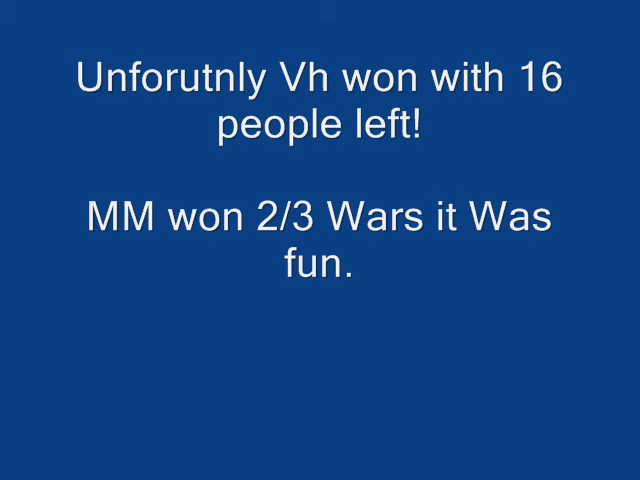 Unforutnly Vh won with 16
people left!
MM won 2/3 Wars it Was
fun.